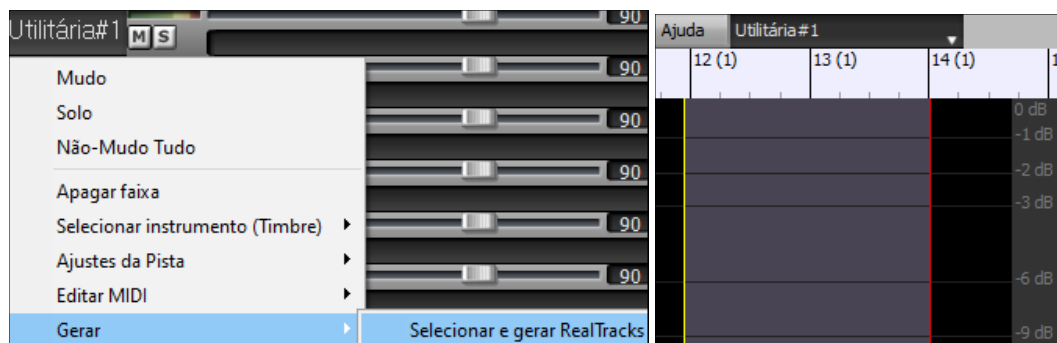 90
Utilitária#1 M S
Mudo
90
Solo
90
Não-Mudo Tudo
90
Apagar faixa
Selecionar instrumento (Timbre)
90
Ajustes da Pista
90
Editar MIDI
Gerar
Selecionar e gerar RealTracks
Ajuda Utilitária#1
12 (1) 13 (1) 14 (1) 1
0 dB
-1 dB
-2 dB
-3 dB
-6 dB
-9 dB